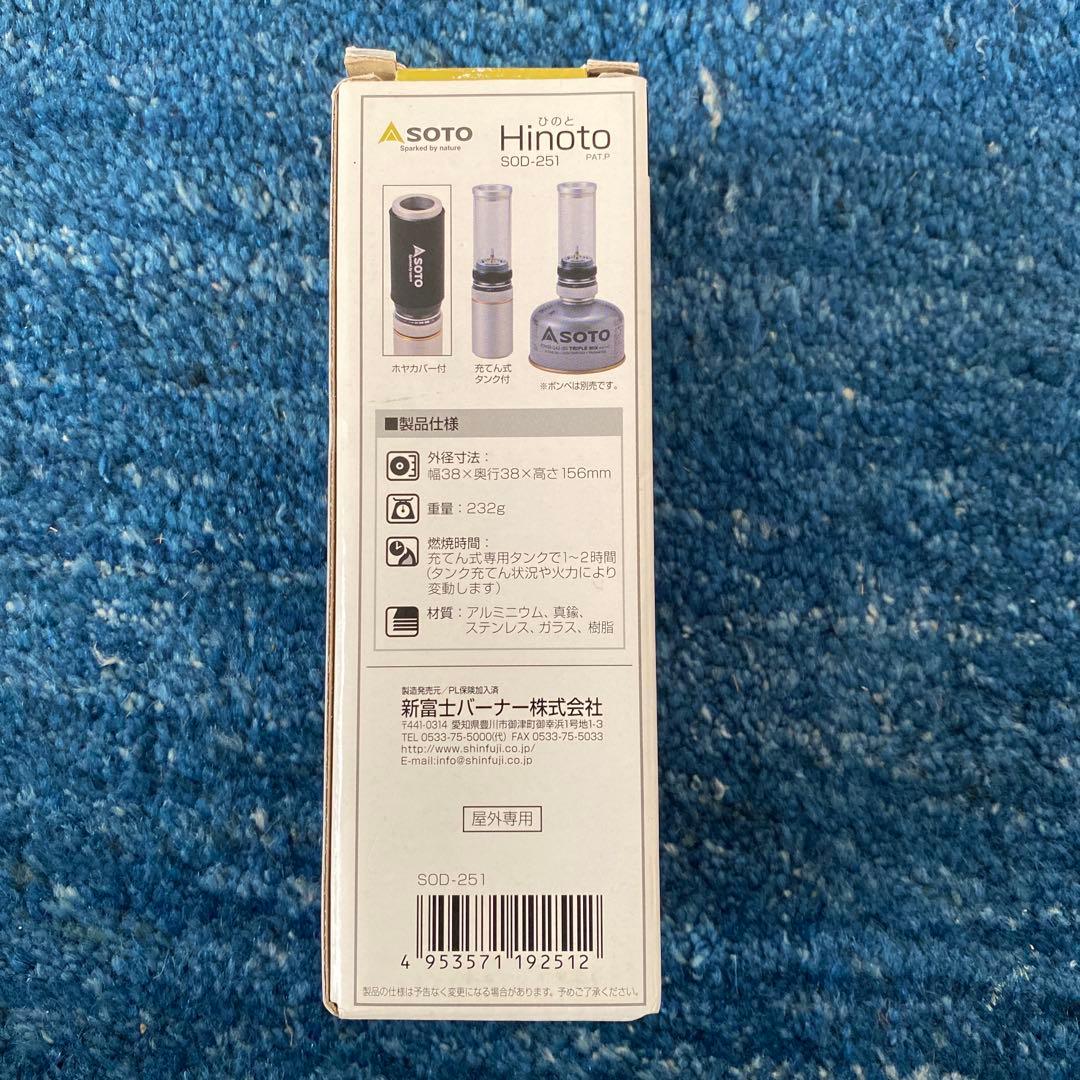 SOTO
Sparked by nature
ひのと
Hinoto
SOD-251 PAT.P
SOTO
SOTO
TRIPLE MIX
ホヤカバー付
充てん式
タンク付
※ボンベは別売です。
■製品仕様
外径寸法：
幅38×奥行38×高さ156mm
重量：232g
燃焼時間：
充てん式専用タンクで1~2時間
(タンク充てん状況や火力により
変動します)
材質：アルミニウム、真鍮、
ステンレス、ガラス、樹脂
製造発売元／PL保険加入済
新富士バーナー株式会社
〒441-0314 愛知県豊川市御津町御幸浜1号地1-3
TEL 0533-75-5000(代) FAX 0533-75-5033
http://www.shinfuji.co.jp/
E-mail:info@shinfuji.co.jp
屋外専用
SOD-251
4 953571 192512
製品の仕様は予告なく変更になる場合があります。予めご了承ください。